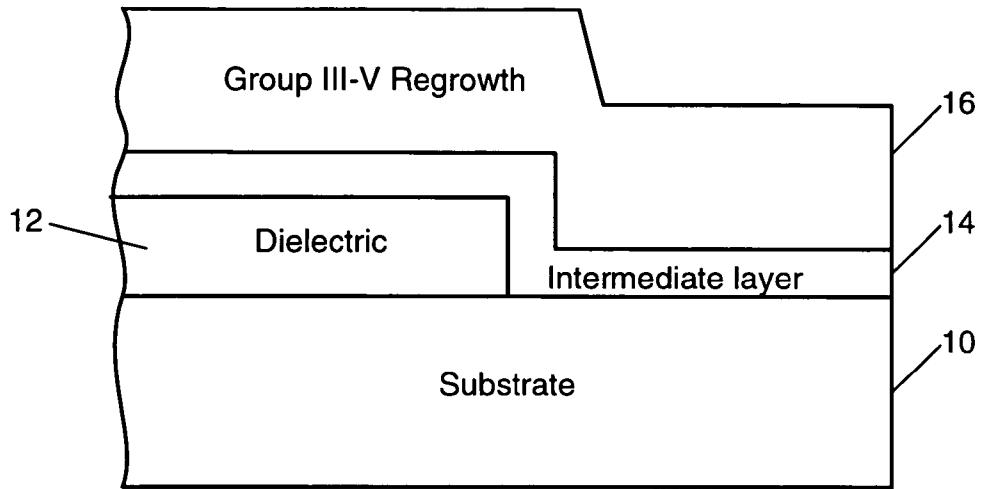 Group III-V Regrowth
16
12
Dielectric
14
Intermediate layer
10
Substrate